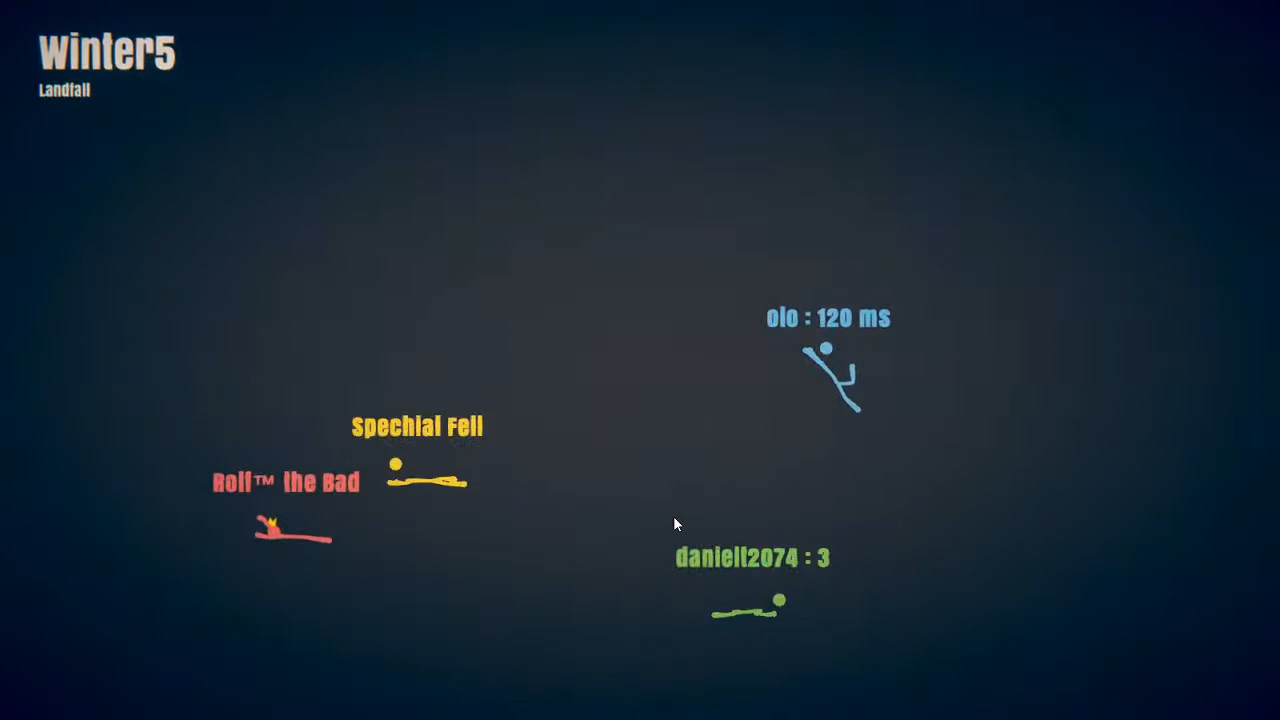 Winter5
Landfall
olo : 120 ms
Spechial Fell
Rolf™ the Bad
daniell2074 : 3